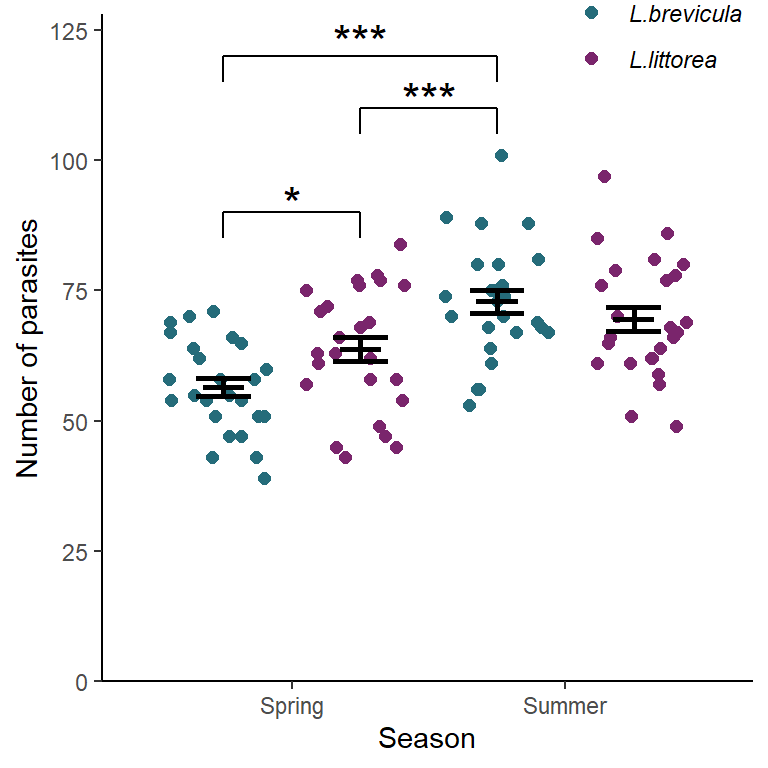 L.brevicula
L.littorea
***
***
*
125
100
75
50
25
0
Number of parasites
Spring Summer
Season